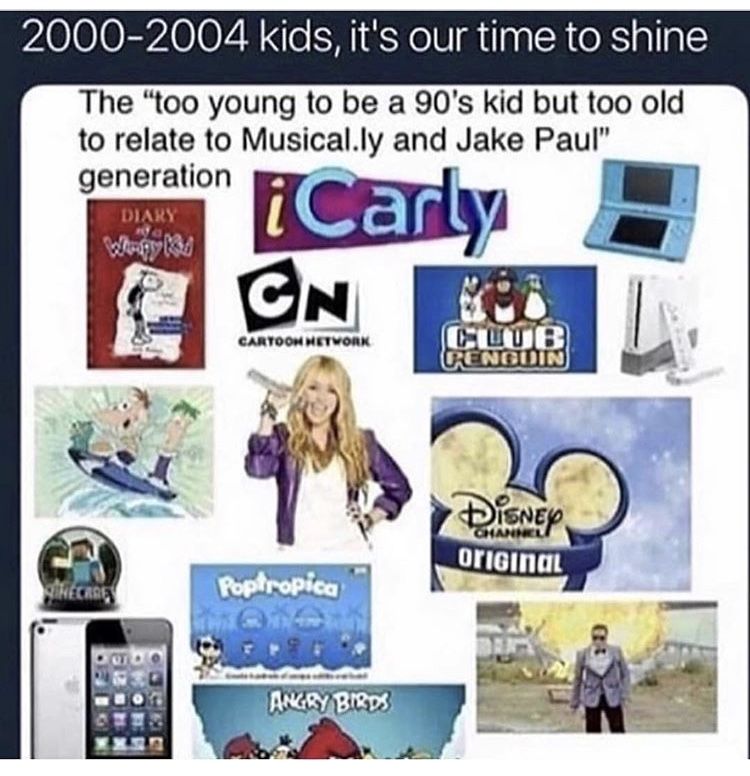 2000-2004 kids, it's our time to shine
The “too young to be a 90's kid but too old
to relate to Musical.ly and Jake Paul”
generation
iCarly
DIARY
of a
Wimpy Kid
CN
CARTOON NETWORK
CLUB
PENGUIN
DISNEY
CHANNEL
ORIGINAL
MINECRAFT
Poptropica
ANGRY BIRDS